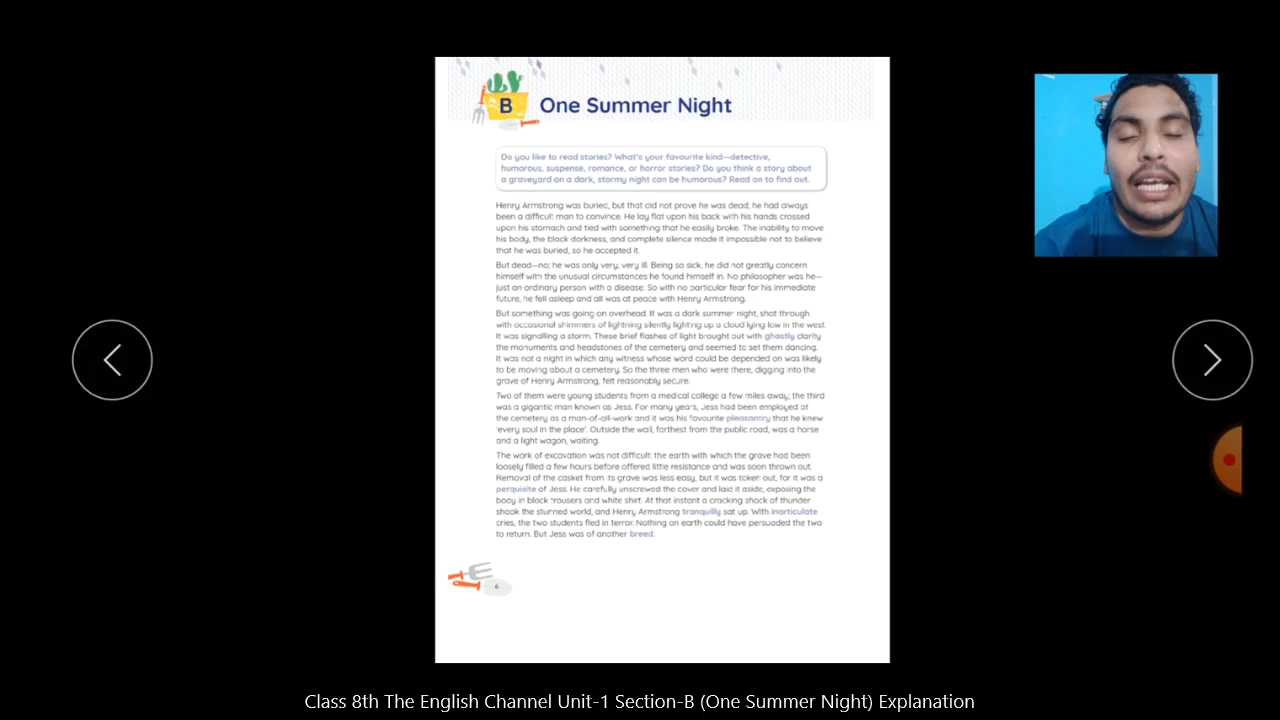 B One Summer Night
Do you like to read stories? What's your favourite kind—detective,
humorous, suspense, romance, or horror stories? Do you think a story about
a graveyard on a dark, stormy night can be humorous? Read on to find out.
Henry Armstrong was buried, but that did not prove he was dead; he had always
been a difficult man to convince. He lay flat upon his back with his hands crossed
upon his stomach and tied with something that he easily broke. The inability to move
his body, the black darkness, and complete silence made it impossible not to believe
that he was buried, so he accepted it.
But dead—no; he was only very, very ill. Being so sick, he did not greatly concern
himself with the unusual circumstances he found himself in. No philosopher was he—
just an ordinary person with a disease. So with no particular fear for his immediate
future, he fell asleep and all was at peace with Henry Armstrong.
But something was going on overhead. It was a dark summer night, shot through
with occasional shimmers of lightning silently lighting up a cloud lying low in the west.
It was signalling a storm. These brief flashes of light brought out with ghastly clarity
the monuments and headstones of the cemetery and seemed to set them dancing.
It was not a night in which any witness whose word could be depended on was likely
to be moving about a cemetery. So the three men who were there, digging into the
grave of Henry Armstrong, felt reasonably secure.
Two of them were young students from a medical college a few miles away; the third
was a gigantic man known as Jess. For many years, Jess had been employed at
the cemetery as a man-of-all-work and it was his favourite pleasantry that he knew
'every soul in the place'. Outside the wall, farthest from the public road, was a horse
and a light wagon, waiting.
The work of excavation was not difficult: the earth with which the grave had been
loosely filled a few hours before offered little resistance and was soon thrown out.
Removal of the casket from its grave was less easy, but it was taken out, for it was a
perquisite of Jess. He carefully unscrewed the cover and laid it aside, exposing the
body in black trousers and white shirt. At that instant a cracking shock of thunder
shook the stunned world, and Henry Armstrong tranquilly sat up. With inarticulate
cries, the two students fled in terror. Nothing on earth could have persuaded the two
to return. But Jess was of another breed.
6
Class 8th The English Channel Unit-1 Section-B (One Summer Night) Explanation